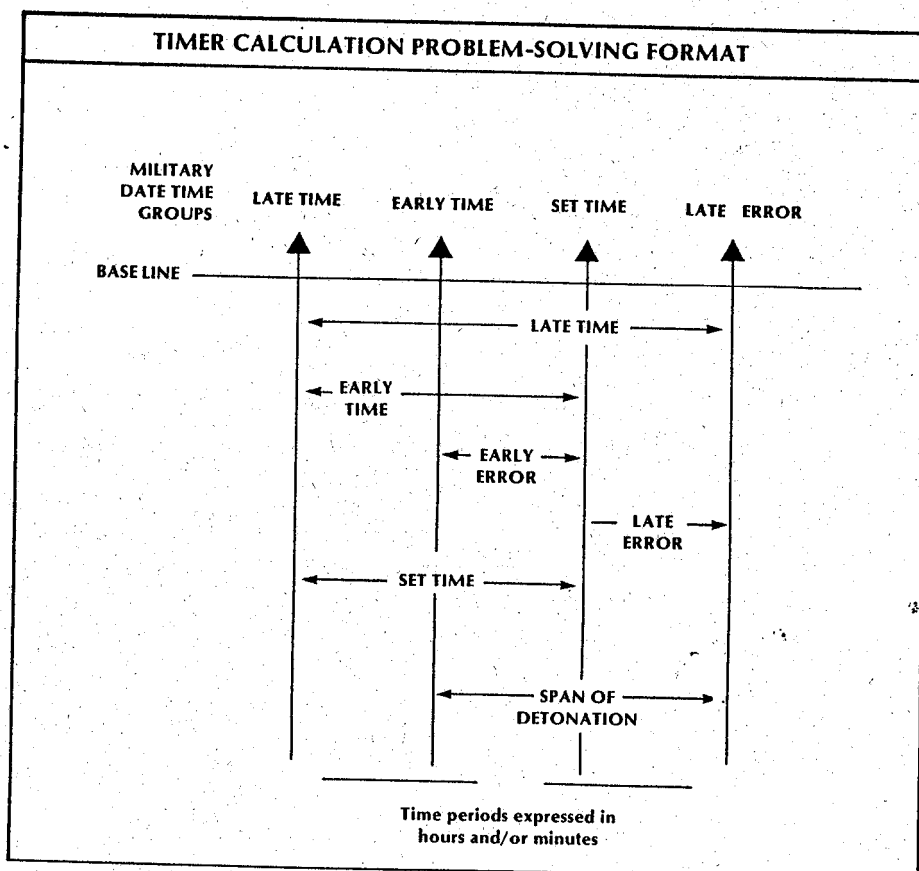 TIMER CALCULATION PROBLEM-SOLVING FORMAT
MILITARY
DATE TIME
GROUPS
LATE TIME
EARLY TIME
SET TIME
LATE ERROR
BASE LINE
LATE TIME
EARLY
TIME
EARLY
ERROR
LATE
ERROR
SET TIME
SPAN OF
DETONATION
Time periods expressed in
hours and/or minutes